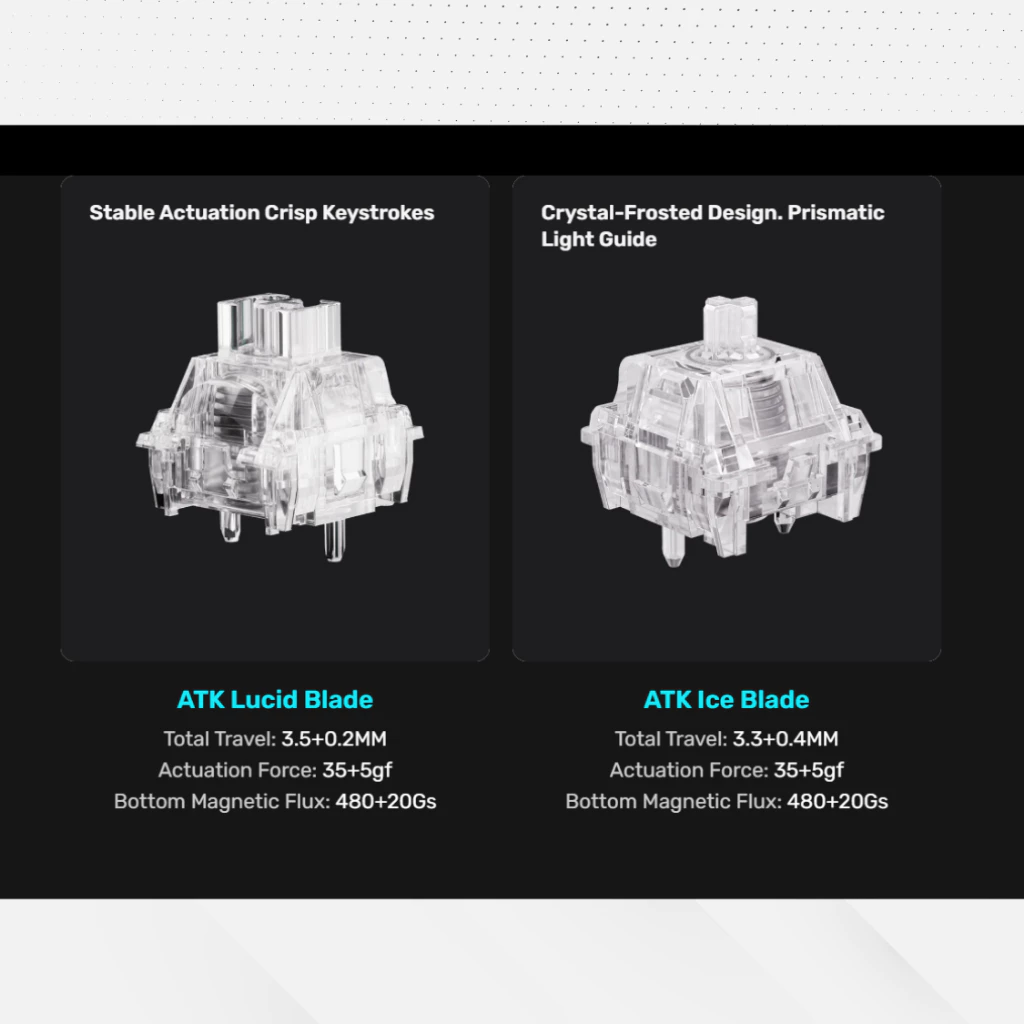 Stable Actuation Crisp Keystrokes
Crystal-Frosted Design. Prismatic
Light Guide
ATK Lucid Blade
Total Travel: 3.5+0.2MM
Actuation Force: 35+5gf
Bottom Magnetic Flux: 480+20Gs
ATK Ice Blade
Total Travel: 3.3+0.4MM
Actuation Force: 35+5gf
Bottom Magnetic Flux: 480+20Gs